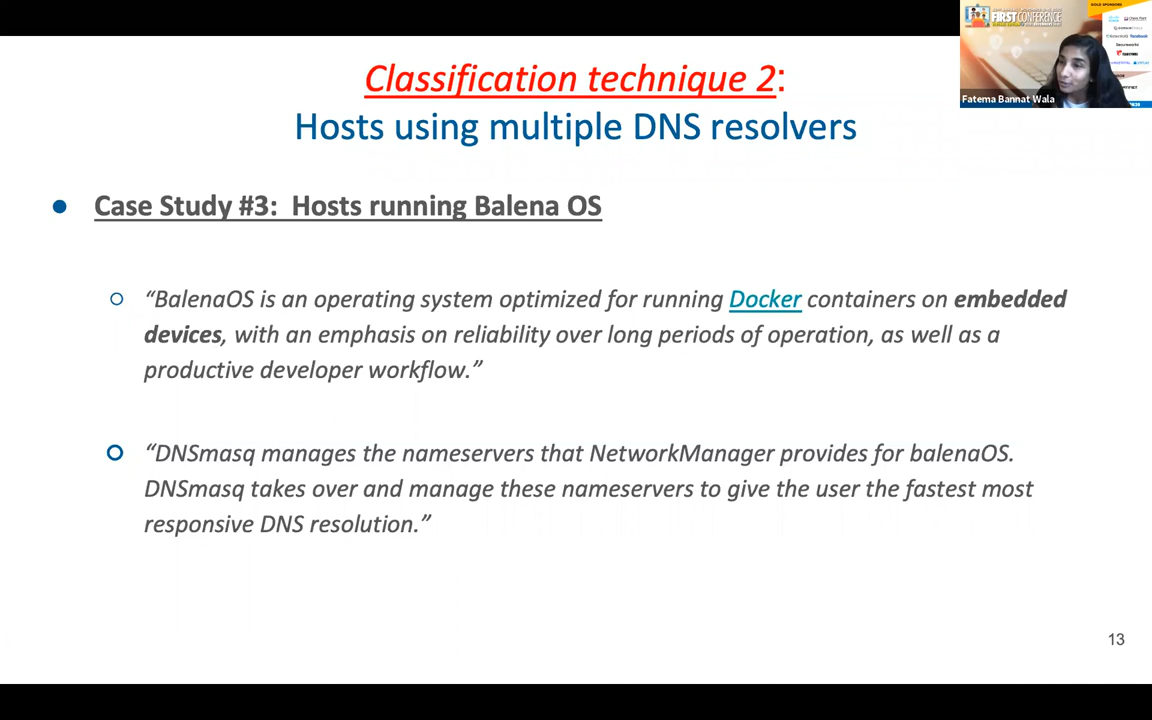 Classification technique 2:
Hosts using multiple DNS resolvers
● Case Study #3: Hosts running Balena OS
○ “BalenaOS is an operating system optimized for running Docker containers on embedded
devices, with an emphasis on reliability over long periods of operation, as well as a
productive developer workflow.”
○ “DNSmasq manages the nameservers that NetworkManager provides for balenaOS.
DNSmasq takes over and manage these nameservers to give the user the fastest most
responsive DNS resolution.”
13
FIRST CONFERENCE
Fatema Bannat Wala